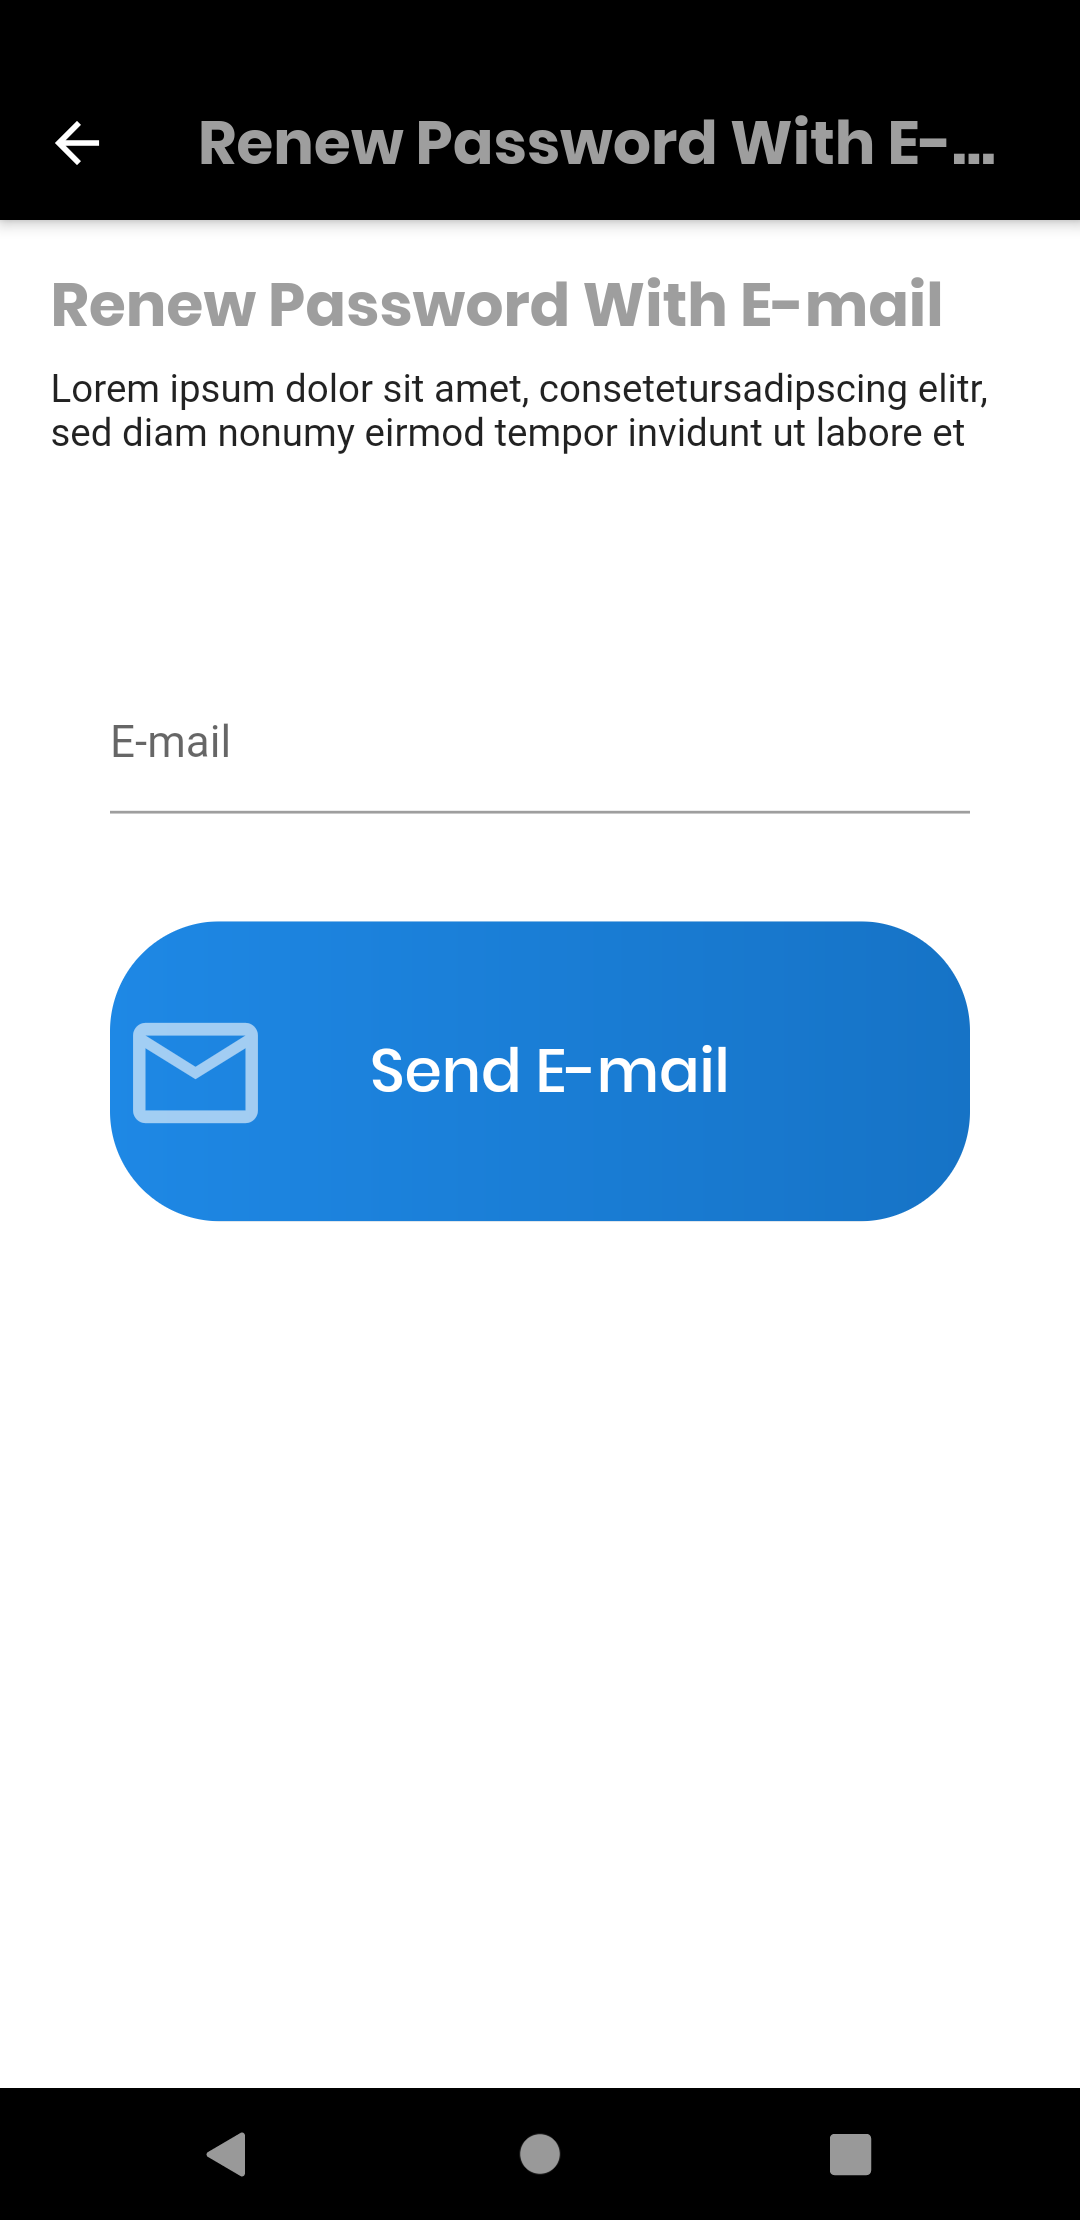 Renew Password With E-...
Renew Password With E-mail
Lorem ipsum dolor sit amet, consetetursadipscing elitr,
sed diam nonumy eirmod tempor invidunt ut labore et
E-mail
Send E-mail